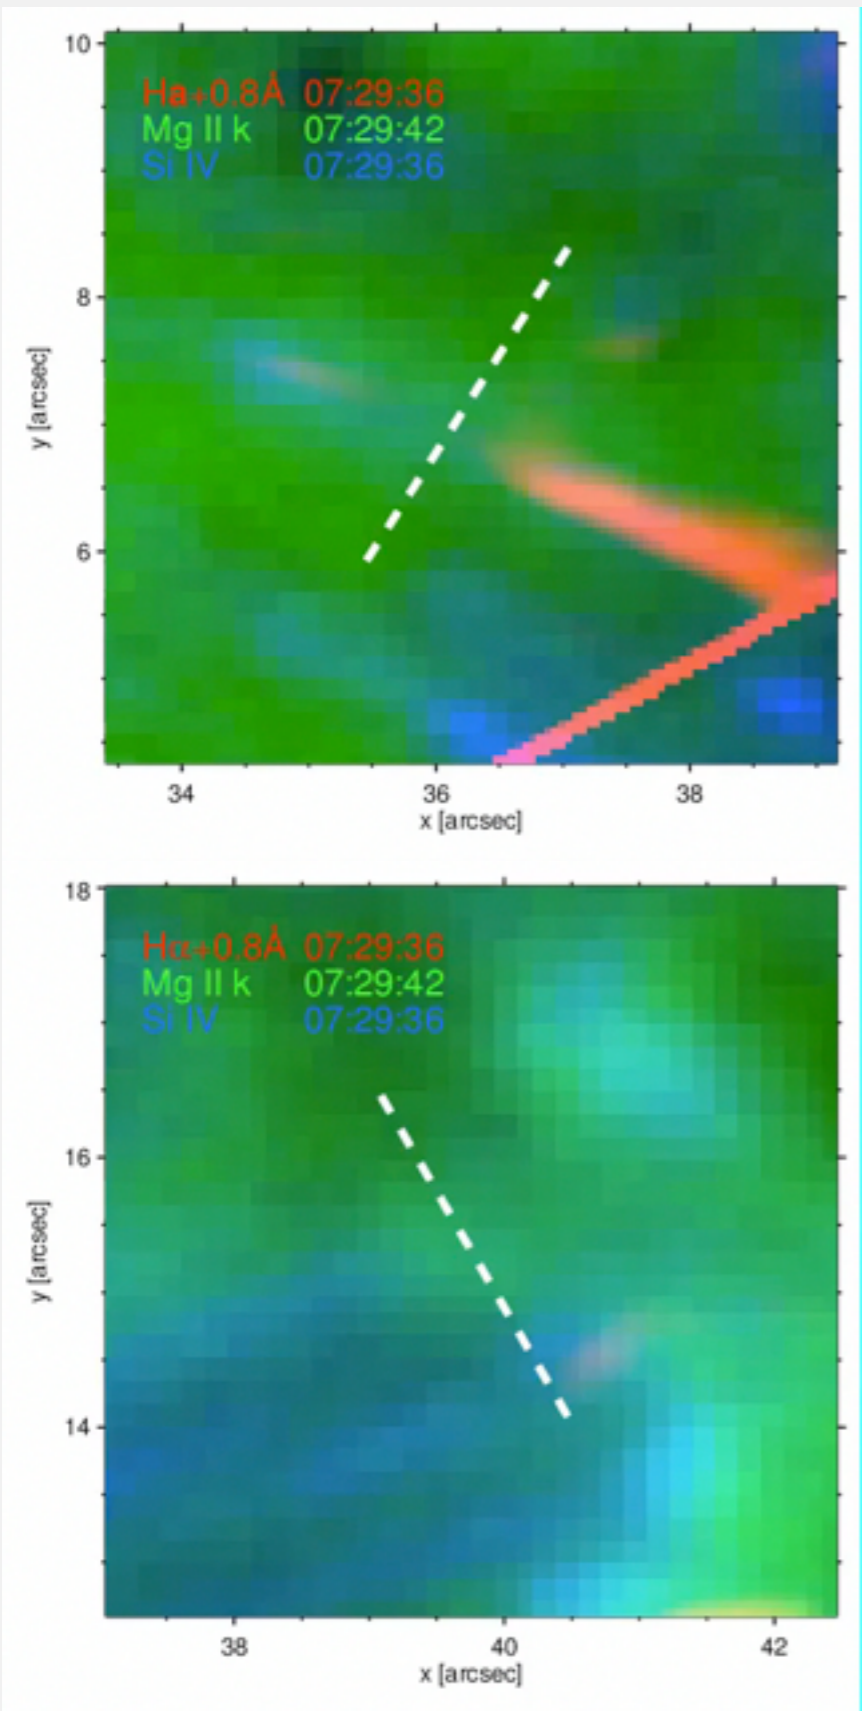 10
Ha+0.8Å 07:29:36
Mg II k 07:29:42
Si IV 07:29:36
8
y [arcsec]
6
34 36 38
x [arcsec]
18
Hα+0.8Å 07:29:36
Mg II k 07:29:42
Si IV 07:29:36
16
y [arcsec]
14
38 40 42
x [arcsec]